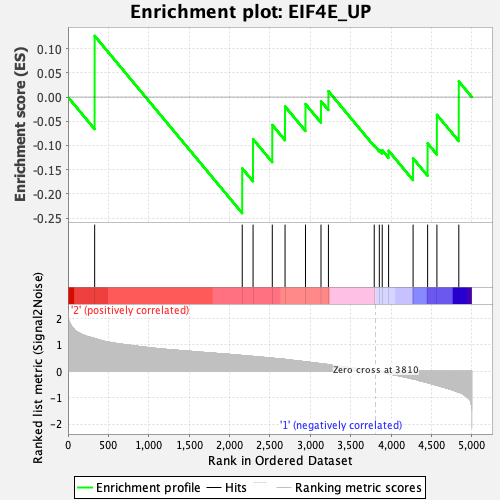 Enrichment plot: EIF4E_UP
Enrichment score (ES)
0.10
0.05
0.00
-0.05
-0.10
-0.15
-0.20
-0.25
'2' (positively correlated)
Ranked list metric (Signal2Noise)
2
1
0
-1
-2
Zero cross at 3810
'1' (negatively correlated)
0 500 1,000 1,500 2,000 2,500 3,000 3,500 4,000 4,500 5,000
Rank in Ordered Dataset
Enrichment profile Hits Ranking metric scores